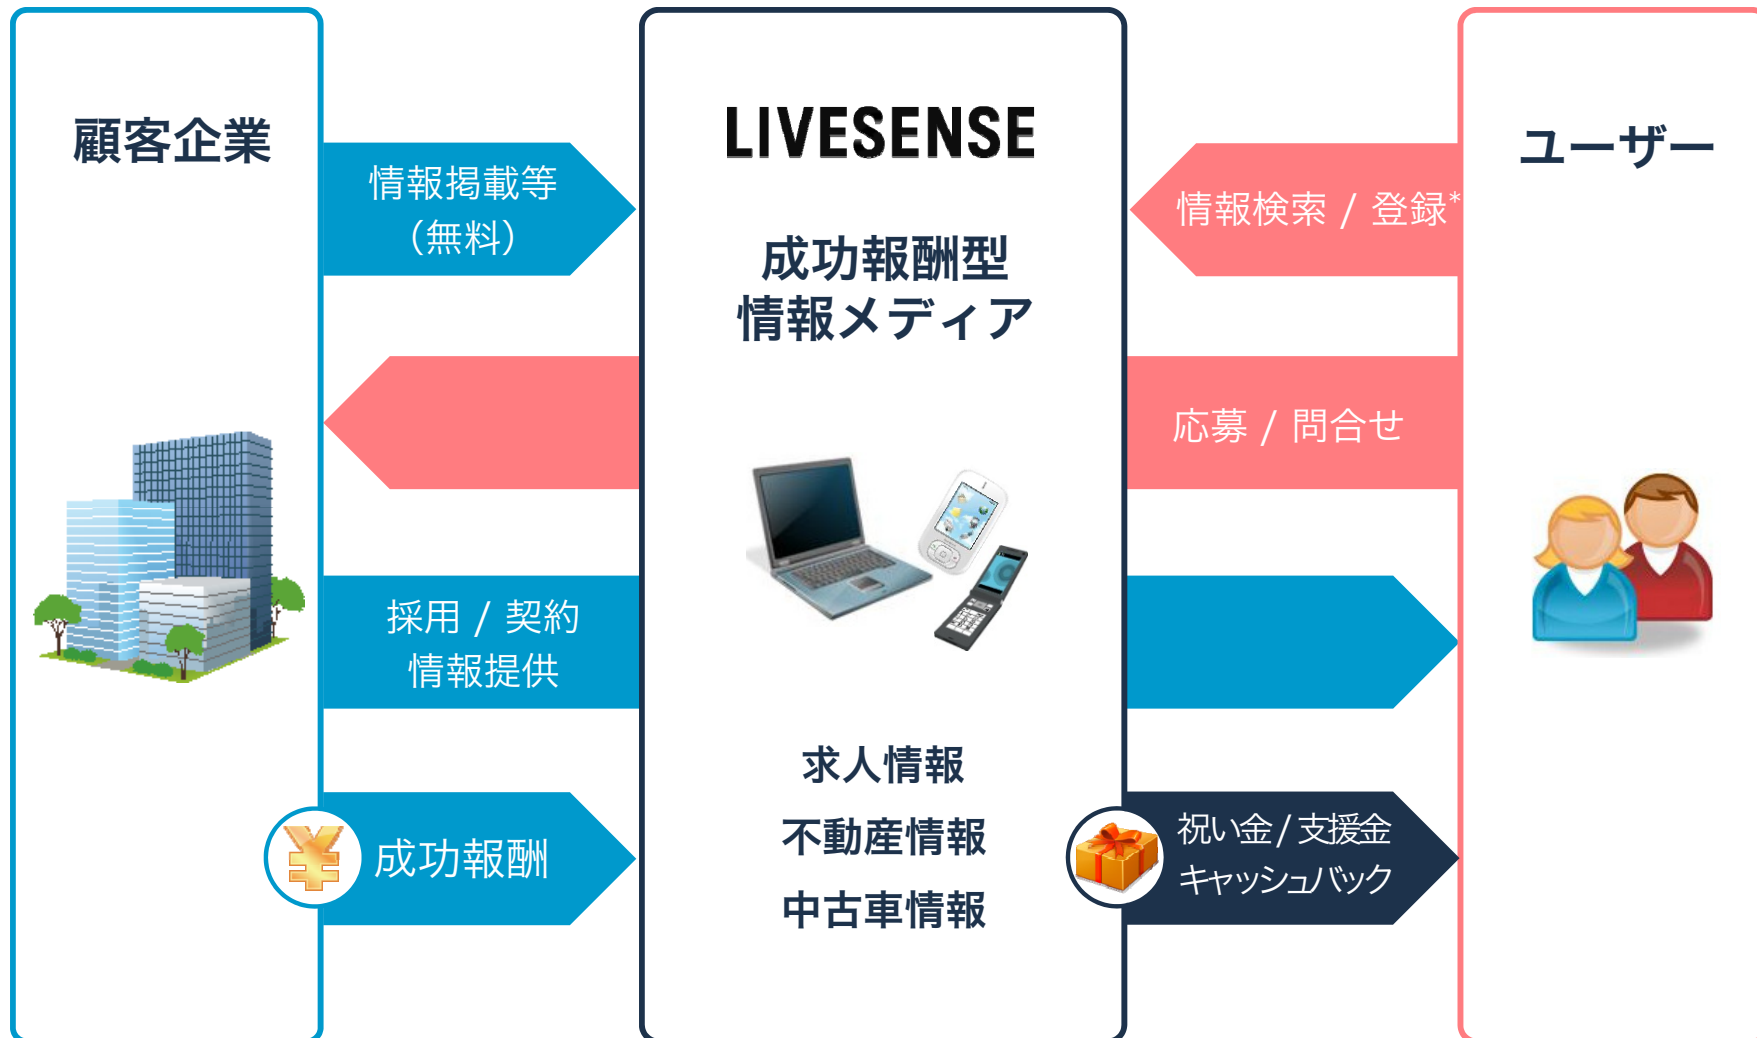 顧客企業
情報掲載等
（無料）
採用 / 契約
情報提供
成功報酬
LIVESENSE
成功報酬型
情報メディア
求人情報
不動産情報
中古車情報
ユーザー
情報検索 / 登録*
応募 / 問合せ
祝い金 / 支援金
キャッシュバック